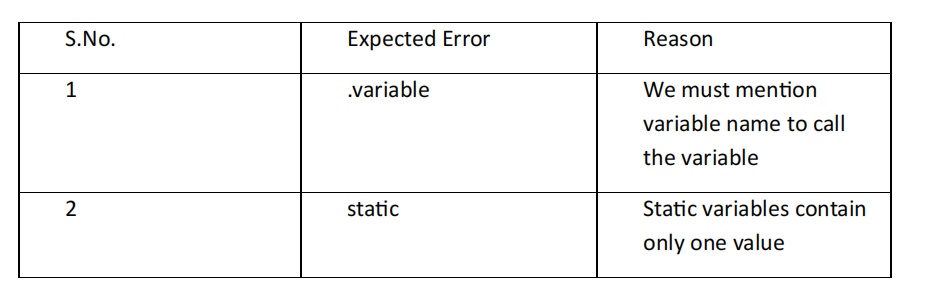 S.No. Expected Error Reason
1 .variable We must mention
variable name to call
the variable
2 static Static variables contain
only one value